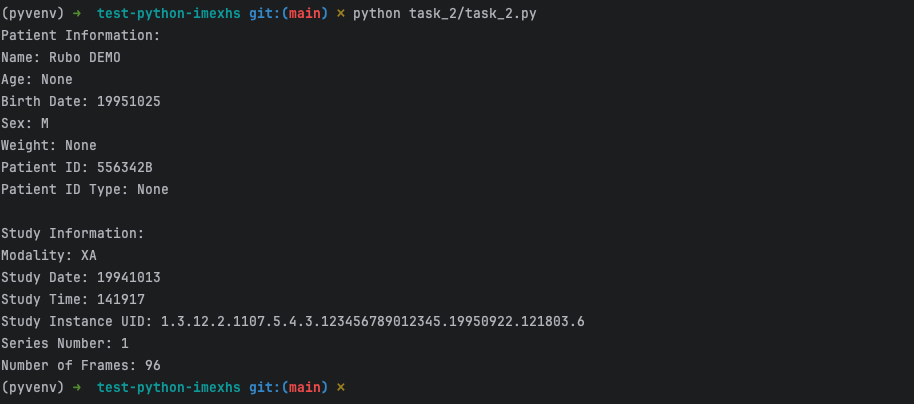 (pyvenv) → test-python-imexhs git:(main) × python task_2/task_2.py
Patient Information:
Name: Rubo DEMO
Age: None
Birth Date: 19951025
Sex: M
Weight: None
Patient ID: 556342B
Patient ID Type: None

Study Information:
Modality: XA
Study Date: 19941013
Study Time: 141917
Study Instance UID: 1.3.12.2.1107.5.4.3.123456789012345.19950922.121803.6
Series Number: 1
Number of Frames: 96
(pyvenv) → test-python-imexhs git:(main) ×